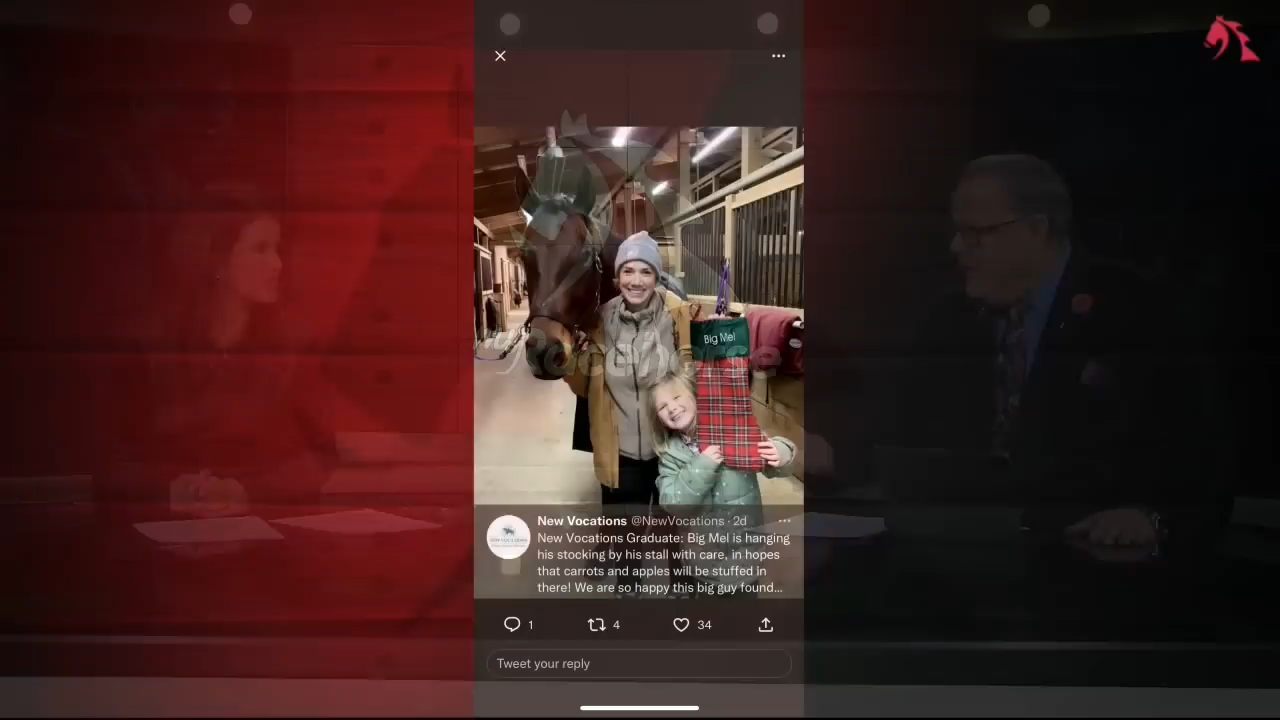 Big Mel
MyRacehorse
New Vocations @NewVocations · 2d
New Vocations Graduate: Big Mel is hanging
his stocking by his stall with care, in hopes
that carrots and apples will be stuffed in
there! We are so happy this big guy found...
1
4
34
Tweet your reply